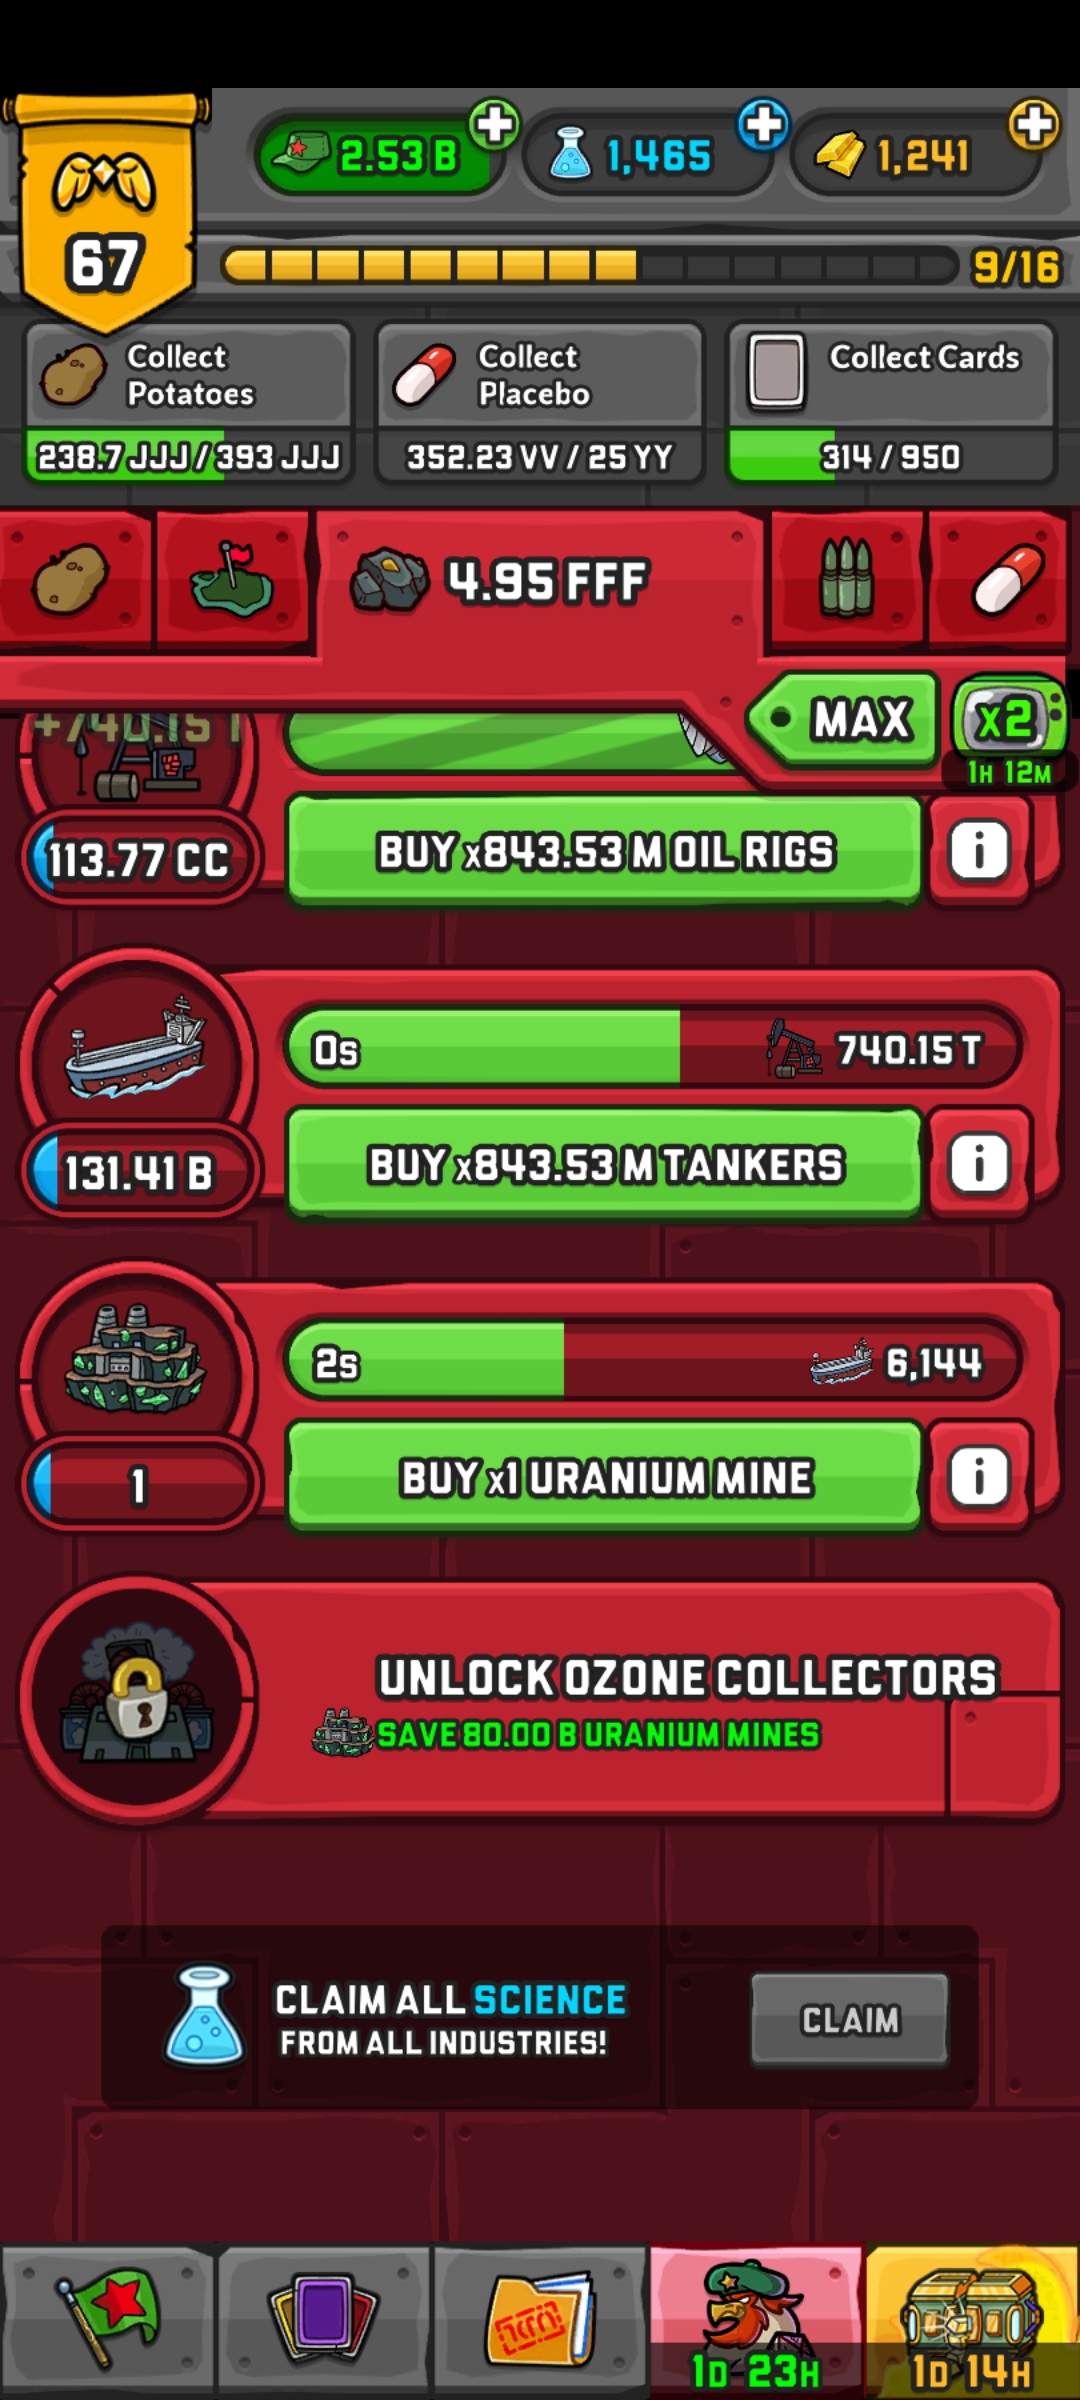 2.53 B
1,465
1,241
67
9/16
Collect
Potatoes
238.7 JJJ / 393 JJJ
Collect
Placebo
352.23 VV / 25 YY
Collect Cards
314 / 950
4.95 FFF
MAX
x2
1H 12M
113.77 CC
BUY x843.53 M OIL RIGS
i
0s
740.15 T
131.41 B
BUY x843.53 M TANKERS
i
2s
6,144
1
BUY x1 URANIUM MINE
i
UNLOCK OZONE COLLECTORS
SAVE 80.00 B URANIUM MINES
CLAIM ALL SCIENCE
FROM ALL INDUSTRIES!
CLAIM
1D 23H
1D 14H